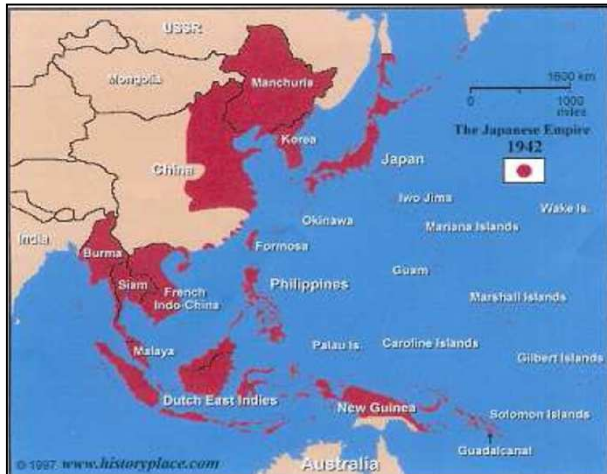 USSR
Mongolia
Manchuria
1600 km
0
1000
miles
The Japanese Empire
1942
Korea
China
Japan
Iwo Jima
Wake Is.
Okinawa
Mariana Islands
India
Formosa
Burma
Guam
Siam
French
Indo-China
Philippines
Marshall Islands
Malaya
Palau Is.
Caroline Islands
Gilbert Islands
Dutch East Indies
New Guinea
Solomon Islands
Guadalcanal
© 1997 www.historyplace.com
Australia